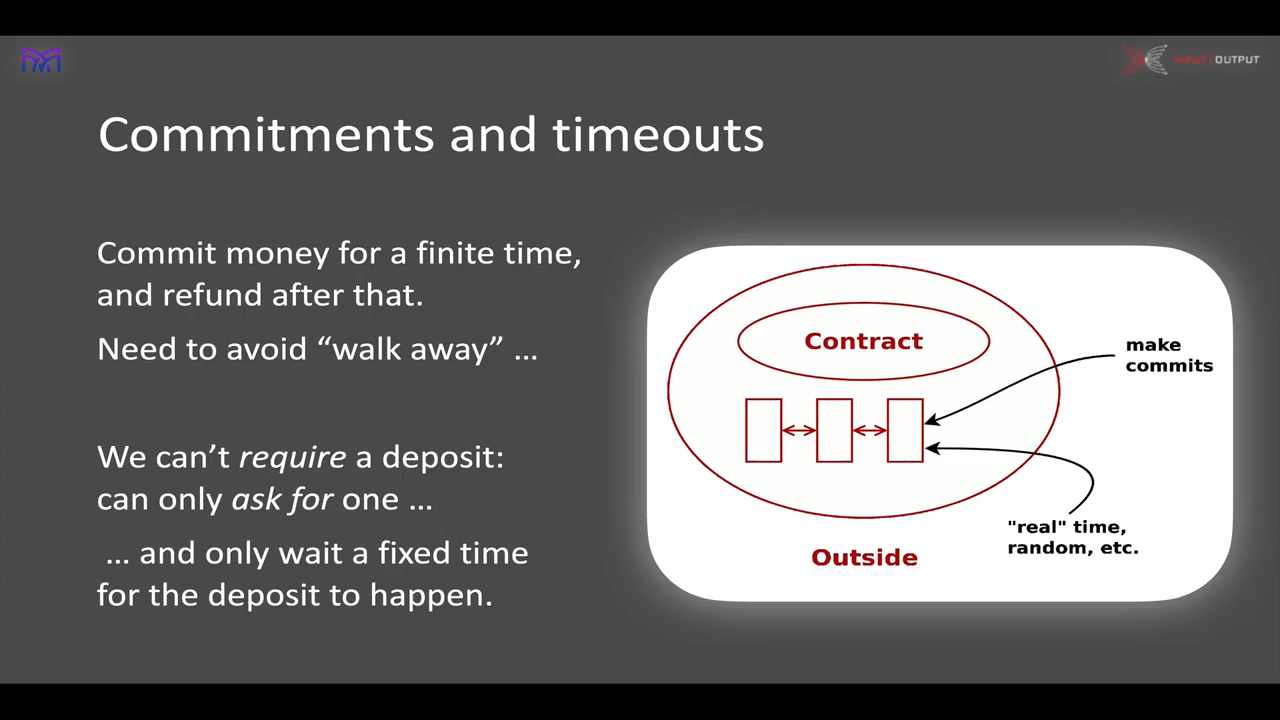 INPUT|OUTPUT
Commitments and timeouts
Commit money for a finite time,
and refund after that.
Need to avoid “walk away” ...
We can’t require a deposit:
can only ask for one ...
... and only wait a fixed time
for the deposit to happen.
Contract
make
commits
"real" time,
random, etc.
Outside